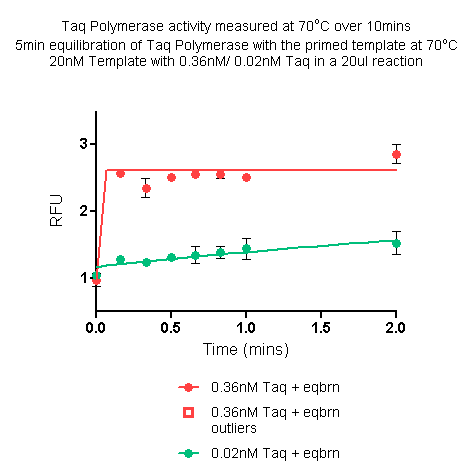 Taq Polymerase activity measured at 70°C over 10mins
5min equilibration of Taq Polymerase with the primed template at 70°C
20nM Template with 0.36nM/ 0.02nM Taq in a 20ul reaction
3
2
1
RFU
0.0 0.5 1.0 1.5 2.0
Time (mins)
0.36nM Taq + eqbrn
0.36nM Taq + eqbrn
outliers
0.02nM Taq + eqbrn